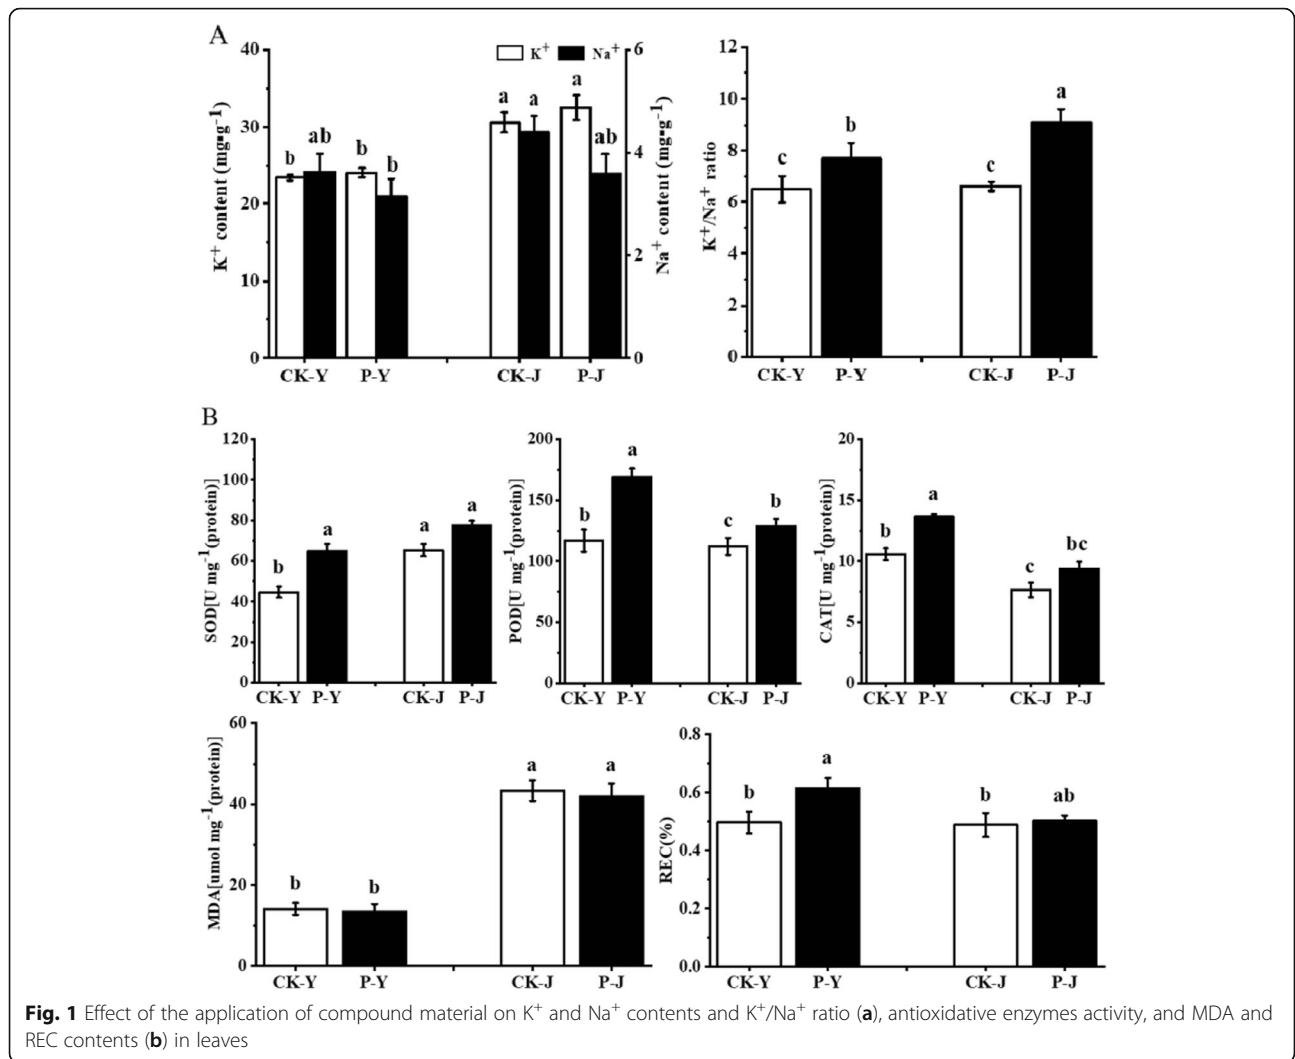 A
K⁺ Na⁺
K⁺ content (mg▪g⁻¹)
40
30
20
10
0
b ab b b a a a ab
6
4
2
0
Na⁺ content (mg▪g⁻¹)
CK-Y P-Y CK-J P-J
K⁺/Na⁺ ratio
12
10
8
6
4
2
0
c b c a
CK-Y P-Y CK-J P-J
B
SOD[U mg⁻¹(protein)]
120
100
80
60
40
20
0
b a a a
CK-Y P-Y CK-J P-J
POD[U mg⁻¹(protein)]
200
150
100
50
0
b a c b
CK-Y P-Y CK-J P-J
CAT[U mg⁻¹(protein)]
20
15
10
5
0
b a c bc
CK-Y P-Y CK-J P-J
MDA[umol mg⁻¹(protein)]
60
40
20
0
b b a a
CK-Y P-Y CK-J P-J
REC(%)
0.8
0.6
0.4
0.2
0.0
b a b ab
CK-Y P-Y CK-J P-J
Fig. 1 Effect of the application of compound material on K⁺ and Na⁺ contents and K⁺/Na⁺ ratio (a), antioxidative enzymes activity, and MDA and
REC contents (b) in leaves